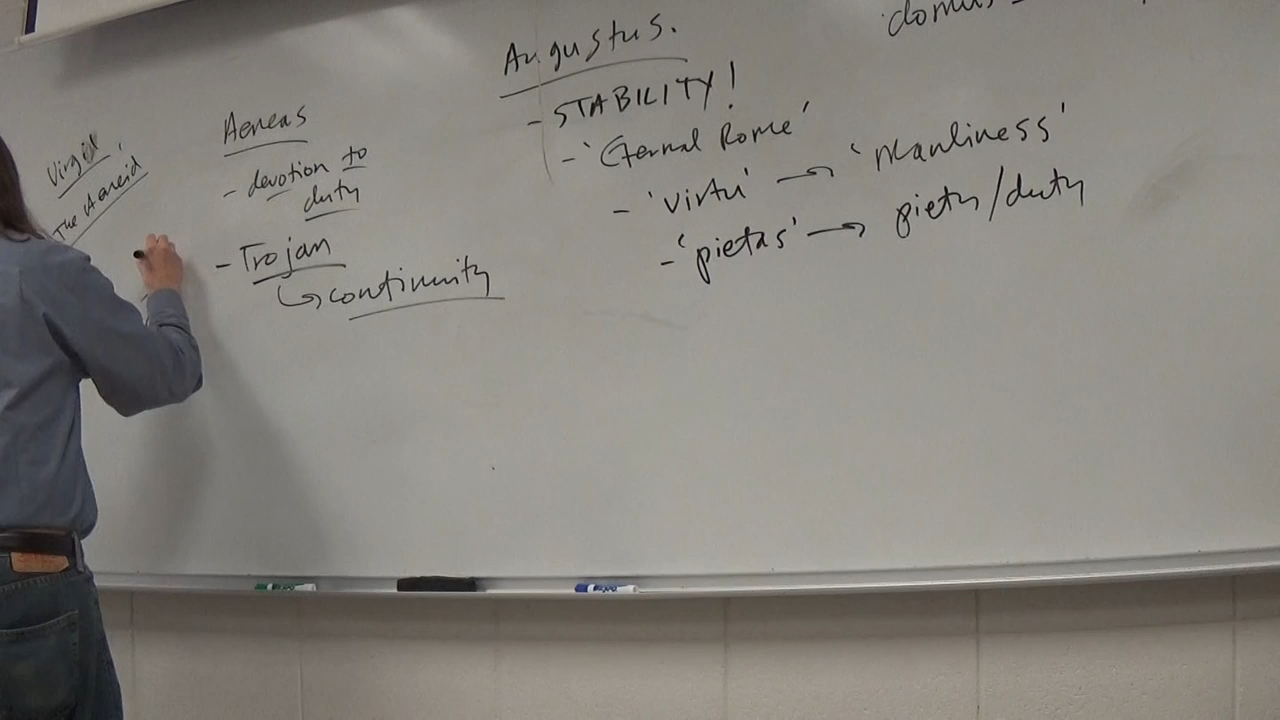 Virgil,
The Aeneid
Aeneas
- devotion to
duty
- Trojan
↳ continuity
Augustus.
- STABILITY!
- 'Eternal Rome'
- 'virtu' → 'Manliness'
- 'pietas' → piety/duty
domus -